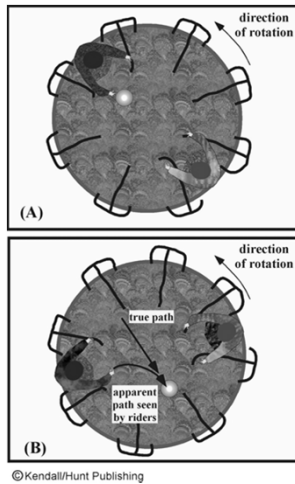 direction
of rotation
(A)
direction
of rotation
true path
apparent
path seen
by riders
(B)
©Kendall/Hunt Publishing